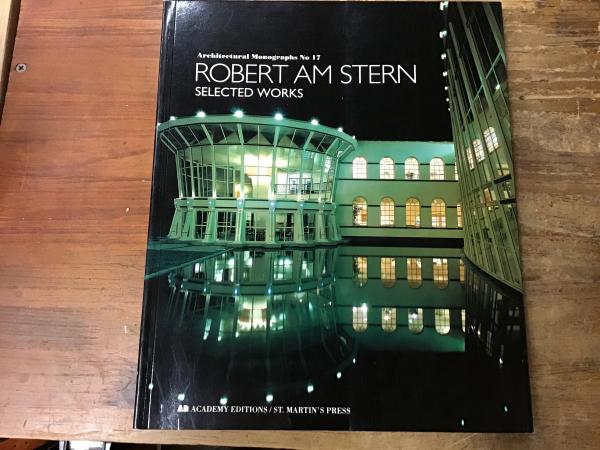 Architectural Monographs No 17
ROBERT AM STERN
SELECTED WORKS
AD ACADEMY EDITIONS / ST. MARTIN'S PRESS